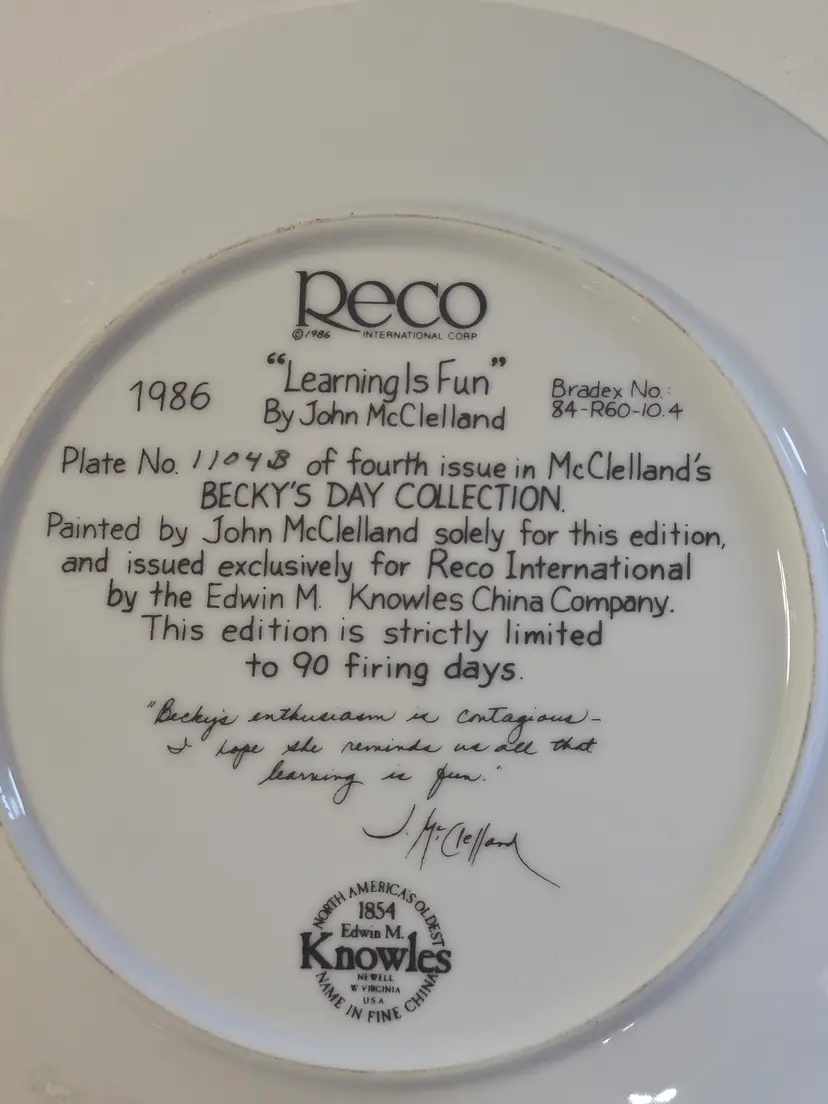 Reco
©1986 INTERNATIONAL CORP
1986
“Learning Is Fun”
By John McClelland
Bradex No.:
84-R60-10.4
Plate No. 1104B of fourth issue in McClelland's
BECKY'S DAY COLLECTION.
Painted by John McClelland solely for this edition,
and issued exclusively for Reco International
by the Edwin M. Knowles China Company.
This edition is strictly limited
to 90 firing days.
"Becky's enthusiasm is contagious-
I hope she reminds us all that
learning is fun."
J. McClelland
NORTH AMERICA'S OLDEST
1854
Edwin M.
Knowles
NEWELL
W VIRGINIA
USA
NAME IN FINE CHINA